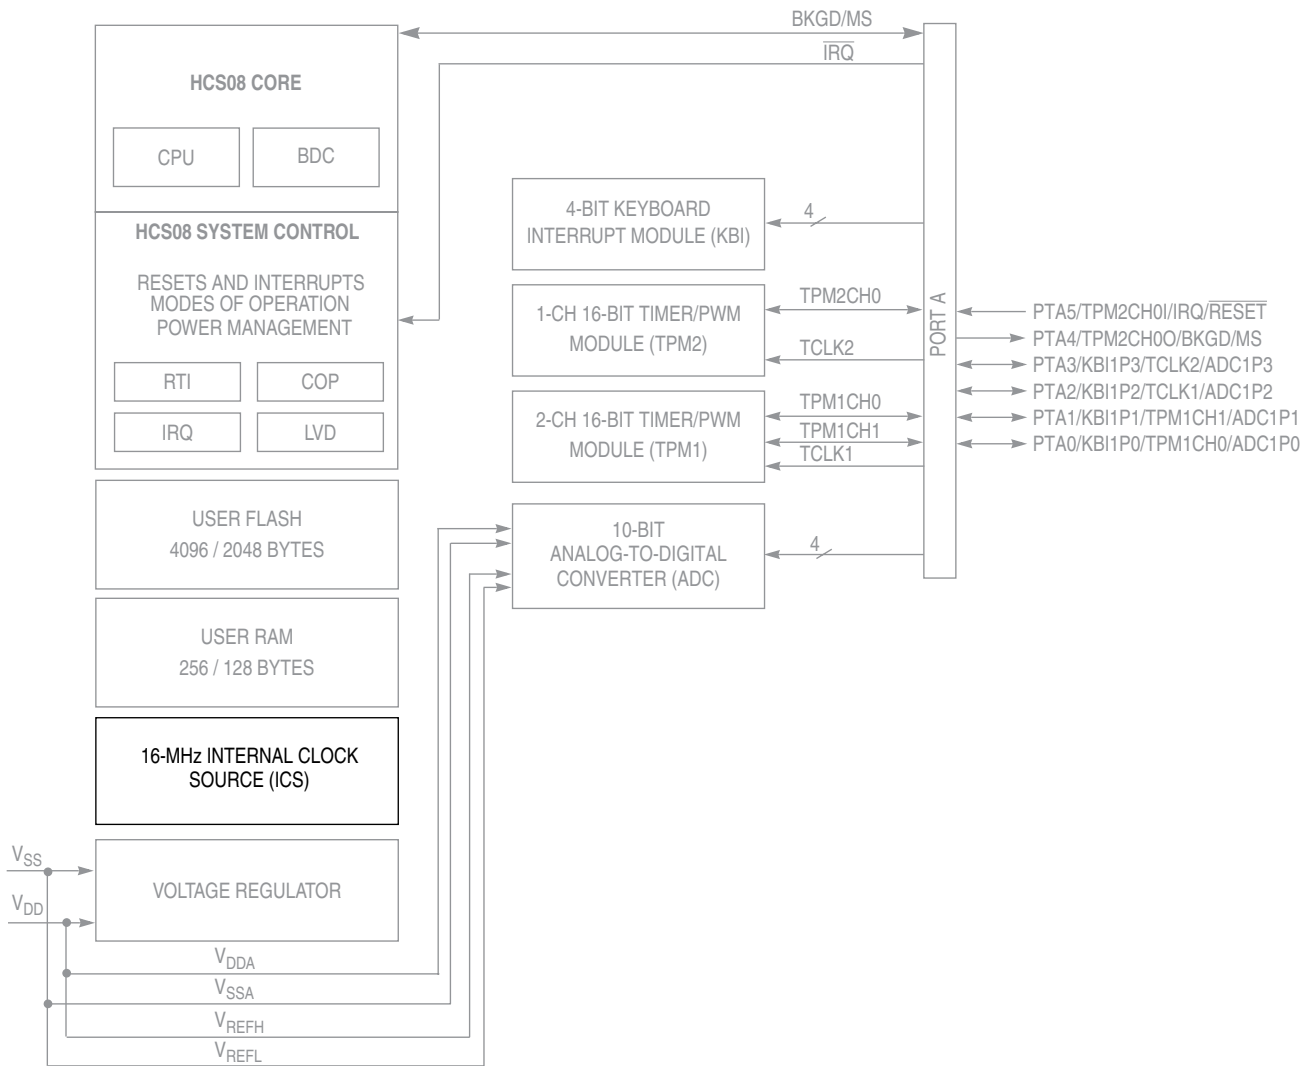 BKGD/MS
IRQ
HCS08 CORE
CPU
BDC
HCS08 SYSTEM CONTROL
RESETS AND INTERRUPTS
MODES OF OPERATION
POWER MANAGEMENT
RTI
COP
IRQ
LVD
USER FLASH
4096 / 2048 BYTES
USER RAM
256 / 128 BYTES
16-MHz INTERNAL CLOCK
SOURCE (ICS)
VOLTAGE REGULATOR
VSS
VDD
VDDA
VSSA
VREFH
VREFL
4-BIT KEYBOARD
INTERRUPT MODULE (KBI)
4
1-CH 16-BIT TIMER/PWM
MODULE (TPM2)
TPM2CH0
TCLK2
2-CH 16-BIT TIMER/PWM
MODULE (TPM1)
TPM1CH0
TPM1CH1
TCLK1
10-BIT
ANALOG-TO-DIGITAL
CONVERTER (ADC)
4
PORT A
PTA5/TPM2CH0I/IRQ/RESET
PTA4/TPM2CH0O/BKGD/MS
PTA3/KBI1P3/TCLK2/ADC1P3
PTA2/KBI1P2/TCLK1/ADC1P2
PTA1/KBI1P1/TPM1CH1/ADC1P1
PTA0/KBI1P0/TPM1CH0/ADC1P0